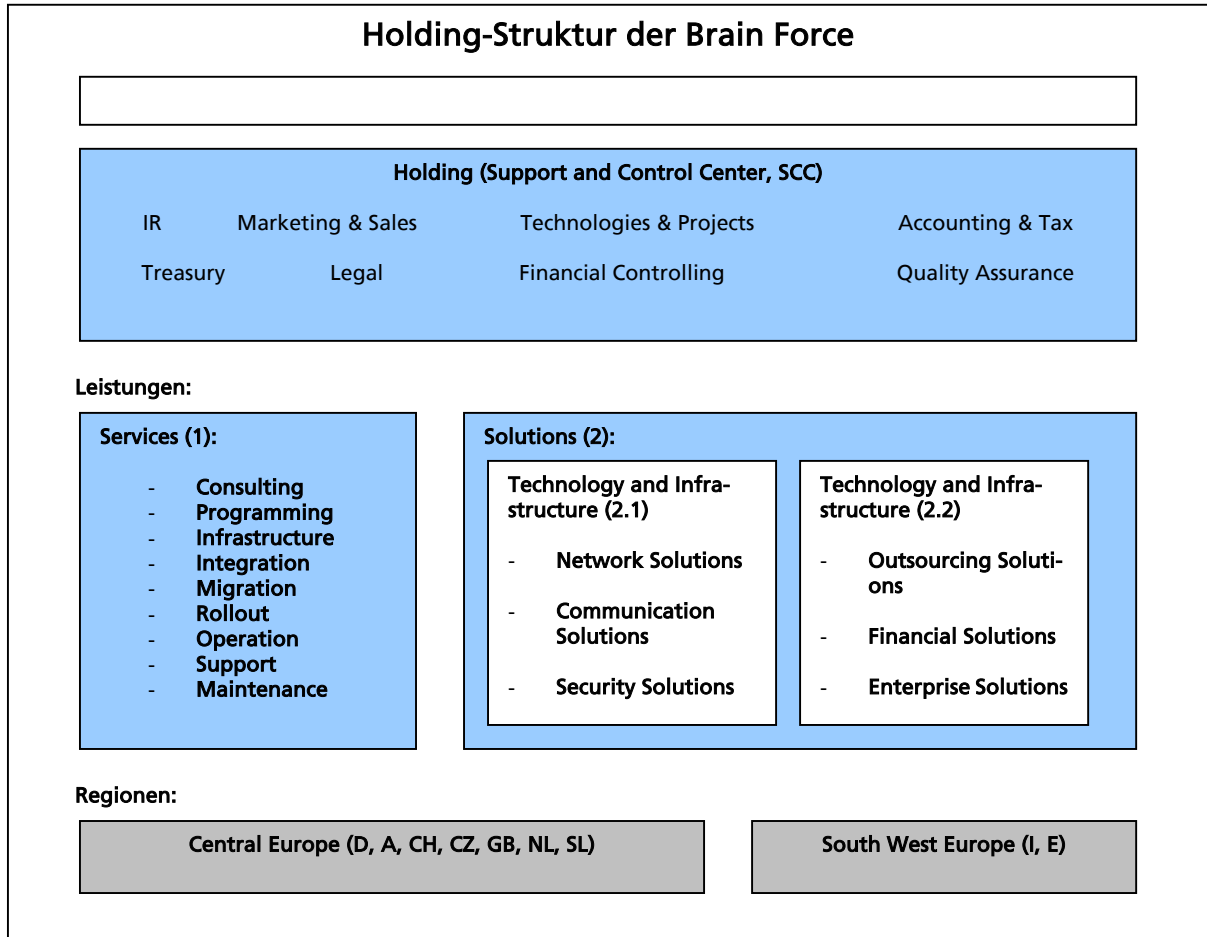 Holding-Struktur der Brain Force
Holding (Support and Control Center, SCC)
IR Marketing & Sales Technologies & Projects Accounting & Tax
Treasury Legal Financial Controlling Quality Assurance
Leistungen:
Services (1):
- Consulting
- Programming
- Infrastructure
- Integration
- Migration
- Rollout
- Operation
- Support
- Maintenance
Solutions (2):
Technology and Infra-
structure (2.1)
- Network Solutions
- Communication
Solutions
- Security Solutions
Technology and Infra-
structure (2.2)
- Outsourcing Soluti-
ons
- Financial Solutions
- Enterprise Solutions
Regionen:
Central Europe (D, A, CH, CZ, GB, NL, SL)
South West Europe (I, E)